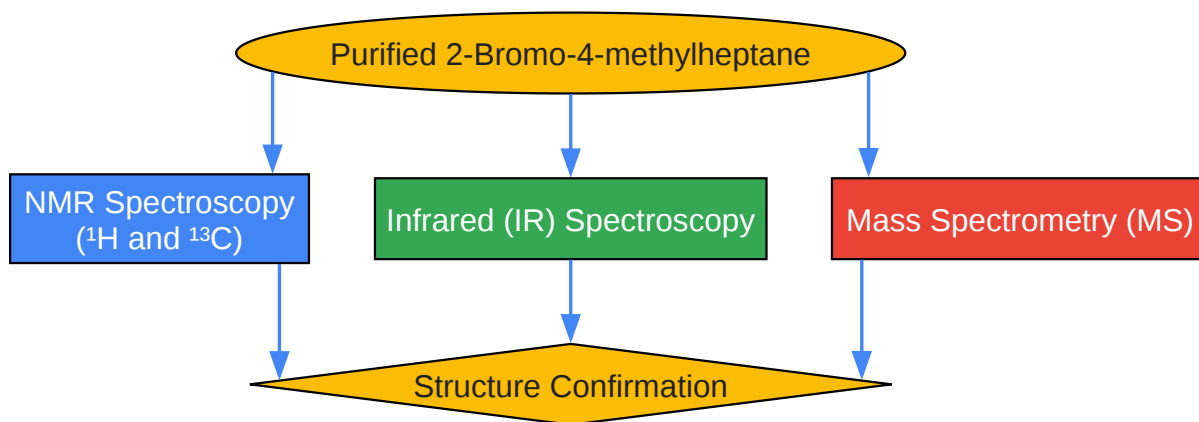 Purified 2-Bromo-4-methylheptane
NMR Spectroscopy
(¹H and ¹³C)
Infrared (IR) Spectroscopy
Mass Spectrometry (MS)
Structure Confirmation